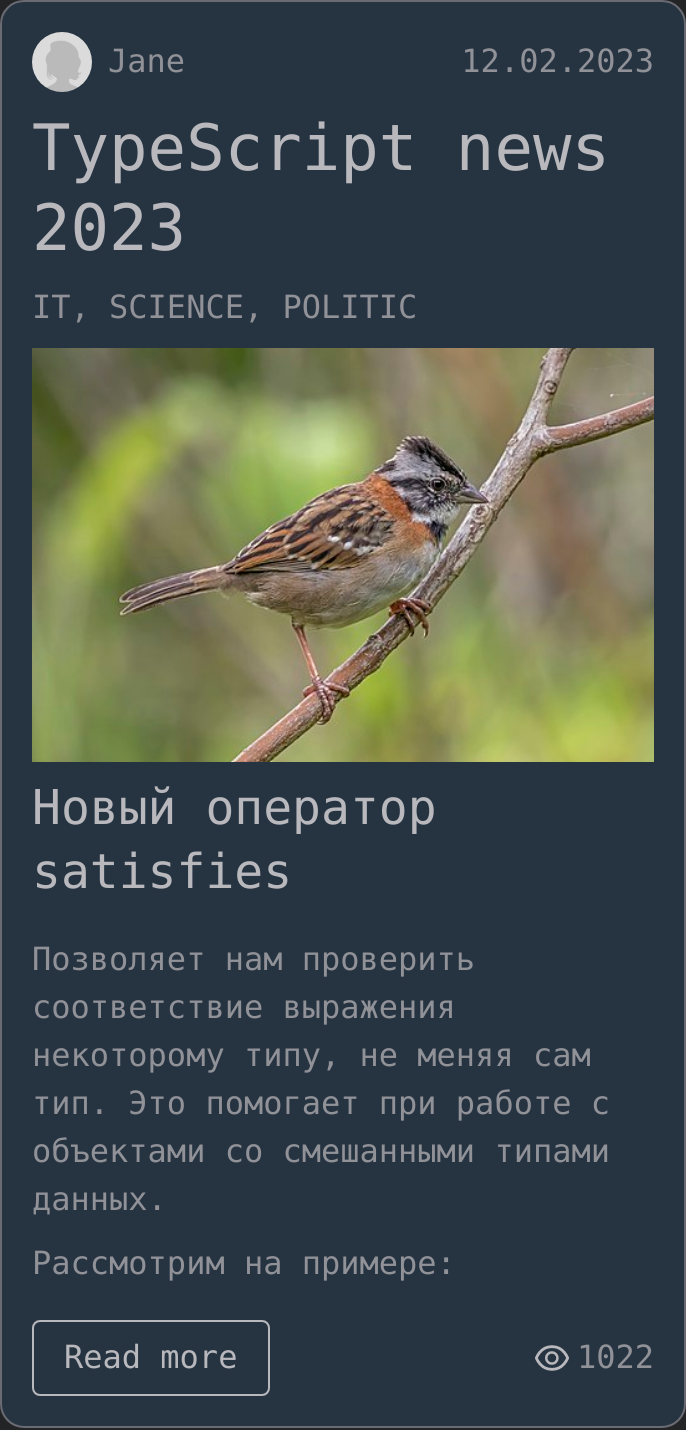 Jane 12.02.2023
TypeScript news
2023
IT, SCIENCE, POLITIC
Новый оператор
satisfies
Позволяет нам проверить
соответствие выражения
некоторому типу, не меняя сам
тип. Это помогает при работе с
объектами со смешанными типами
данных.
Рассмотрим на примере:
Read more 1022